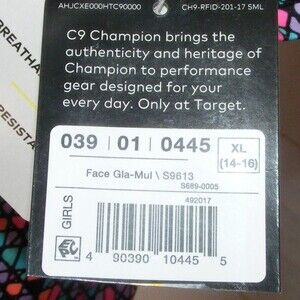 AHJCXE000HTC90000
CH9-RFID-201-17 SML
C9 Champion brings the
authenticity and heritage of
Champion to performance
gear designed for your
every day. Only at Target.
039 | 01 | 0445
XL
(14-16)
Face Gla-Mul \ S9613
S689-0005
492017
GIRLS
4 90390 10445 5
BREATHA
RESISTA